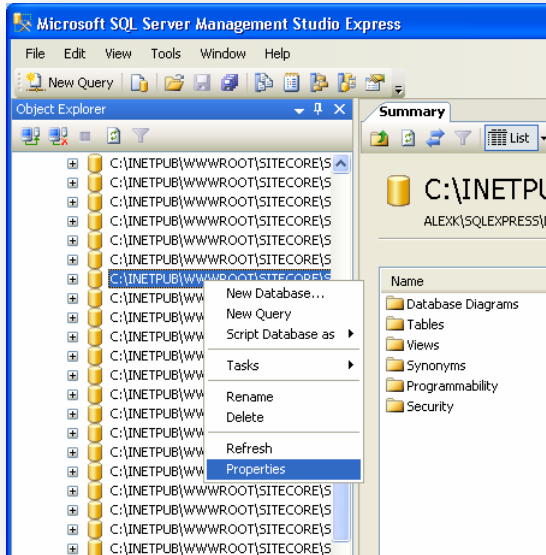 Microsoft SQL Server Management Studio Express
File Edit View Tools Window Help
New Query
Object Explorer
Summary
List
C:\INETPUB\WWWROOT\SITECORE\S
C:\INETPUB\WWWROOT\SITECORE\S
C:\INETPUB\WWWROOT\SITECORE\S
C:\INETPUB\WWWROOT\SITECORE\S
C:\INETPUB\WWWROOT\SITECORE\S
C:\INETPUB\WWWROOT\SITECORE\S
C:\INETPUB\WWWROOT\SITECORE\S
C:\INETPUB\WW
C:\INETPUB\WW
C:\INETPUB\WW
C:\INETPUB\WW
C:\INETPUB\WW
C:\INETPUB\WW
C:\INETPUB\WW
C:\INETPUB\WW
C:\INETPUB\WW
C:\INETPUB\WW
C:\INETPUB\WWWROOT\SITECORE\S
C:\INETPUB\WWWROOT\SITECORE\S
C:\INETPUB\WWWROOT\SITECORE\S
C:\INETPUB\WWWROOT\SITECORE\S
New Database...
New Query
Script Database as
Tasks
Rename
Delete
Refresh
Properties
C:\INETPU
ALEXK\SQLEXPRESS\
Name
Database Diagrams
Tables
Views
Synonyms
Programmability
Security